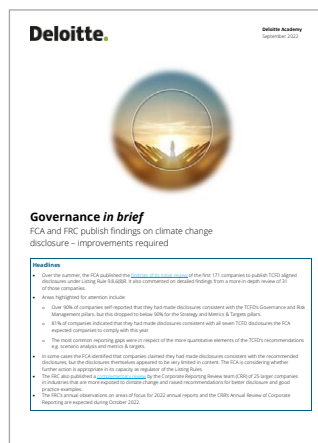 Deloitte.
Deloitte Academy
September 2022
Governance in brief
FCA and FRC publish findings on climate change
disclosure – improvements required
Headlines
• Over the summer, the FCA published the findings of its initial review of the first 171 companies to publish TCFD aligned
disclosures under Listing Rule 9.8.6(8)R. It also commented on detailed findings from a more in-depth review of 31
of those companies.
• Areas highlighted for attention include:
o Over 90% of companies self-reported that they had made disclosures consistent with the TCFD's Governance and Risk
Management pillars, but this dropped to below 90% for the Strategy and Metrics & Targets pillars.
o 81% of companies indicated that they had made disclosures consistent with all seven TCFD disclosures the FCA
expected companies to comply with this year.
o The most common reporting gaps were in respect of the more quantitative elements of the TCFD's recommendations
e.g. scenario analysis and metrics & targets.
• In some cases the FCA identified that companies claimed they had made disclosures consistent with the recommended
disclosures, but the disclosures themselves appeared to be very limited in content. The FCA is considering whether
further action is appropriate in its capacity as regulator of the Listing Rules.
• The FRC also published a complementary review by the Corporate Reporting Review team (CRR) of 25 larger companies
in industries that are more exposed to climate change and raised recommendations for better disclosure and good
practice examples.
• The FRC's annual observations on areas of focus for 2022 annual reports and the CRR's Annual Review of Corporate
Reporting are expected during October 2022.